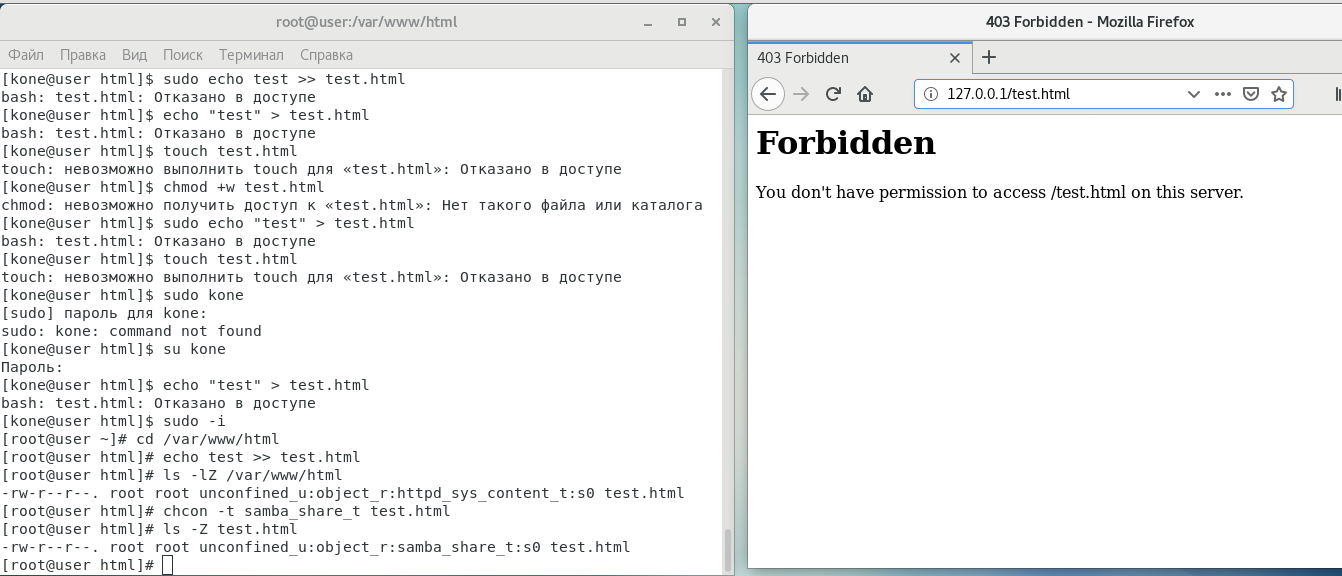 root@user:/var/www/html
Файл Правка Вид Поиск Терминал Справка
[kone@user html]$ sudo echo test >> test.html
bash: test.html: Отказано в доступе
[kone@user html]$ echo "test" > test.html
bash: test.html: Отказано в доступе
[kone@user html]$ touch test.html
touch: невозможно выполнить touch для «test.html»: Отказано в доступе
[kone@user html]$ chmod +w test.html
chmod: невозможно получить доступ к «test.html»: Нет такого файла или каталога
[kone@user html]$ sudo echo "test" > test.html
bash: test.html: Отказано в доступе
[kone@user html]$ touch test.html
touch: невозможно выполнить touch для «test.html»: Отказано в доступе
[kone@user html]$ sudo kone
[sudo] пароль для kone:
sudo: kone: command not found
[kone@user html]$ su kone
Пароль:
[kone@user html]$ echo "test" > test.html
bash: test.html: Отказано в доступе
[kone@user html]$ sudo -i
[root@user ~]# cd /var/www/html
[root@user html]# echo test >> test.html
[root@user html]# ls -lZ /var/www/html
-rw-r--r--. root root unconfined_u:object_r:httpd_sys_content_t:s0 test.html
[root@user html]# chcon -t samba_share_t test.html
[root@user html]# ls -Z test.html
-rw-r--r--. root root unconfined_u:object_r:samba_share_t:s0 test.html
[root@user html]#
403 Forbidden - Mozilla Firefox
403 Forbidden
127.0.0.1/test.html
Forbidden
You don't have permission to access /test.html on this server.